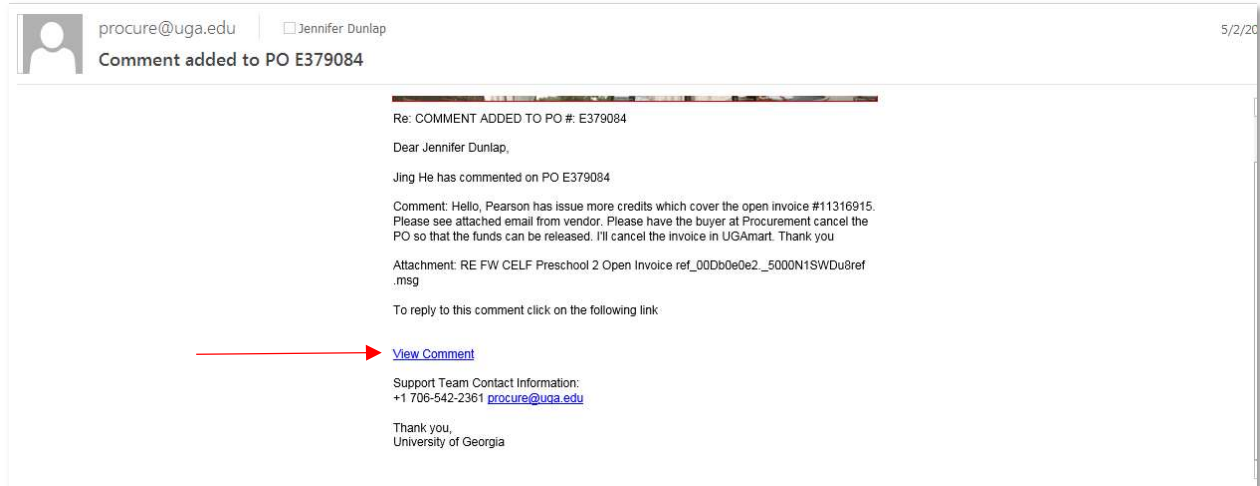 procure@uga.edu Jennifer Dunlap
5/2/20
Comment added to PO E379084
Re: COMMENT ADDED TO PO #: E379084
Dear Jennifer Dunlap,
Jing He has commented on PO E379084
Comment: Hello, Pearson has issue more credits which cover the open invoice #11316915.
Please see attached email from vendor. Please have the buyer at Procurement cancel the
PO so that the funds can be released. I'll cancel the invoice in UGAmart. Thank you
Attachment: RE FW CELF Preschool 2 Open Invoice ref_00Db0e0e2._5000N1SWDu8ref
.msg
To reply to this comment click on the following link
View Comment
Support Team Contact Information:
+1 706-542-2361 procure@uga.edu
Thank you,
University of Georgia